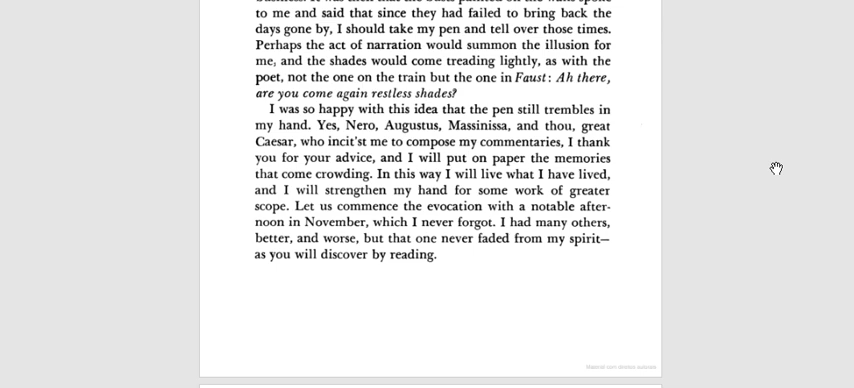 to me and said that since they had failed to bring back the
days gone by, I should take my pen and tell over those times.
Perhaps the act of narration would summon the illusion for
me, and the shades would come treading lightly, as with the
poet, not the one on the train but the one in Faust: Ah there,
are you come again restless shades?
I was so happy with this idea that the pen still trembles in
my hand. Yes, Nero, Augustus, Massinissa, and thou, great
Caesar, who incit'st me to compose my commentaries, I thank
you for your advice, and I will put on paper the memories
that come crowding. In this way I will live what I have lived,
and I will strengthen my hand for some work of greater
scope. Let us commence the evocation with a notable after-
noon in November, which I never forgot. I had many others,
better, and worse, but that one never faded from my spirit—
as you will discover by reading.